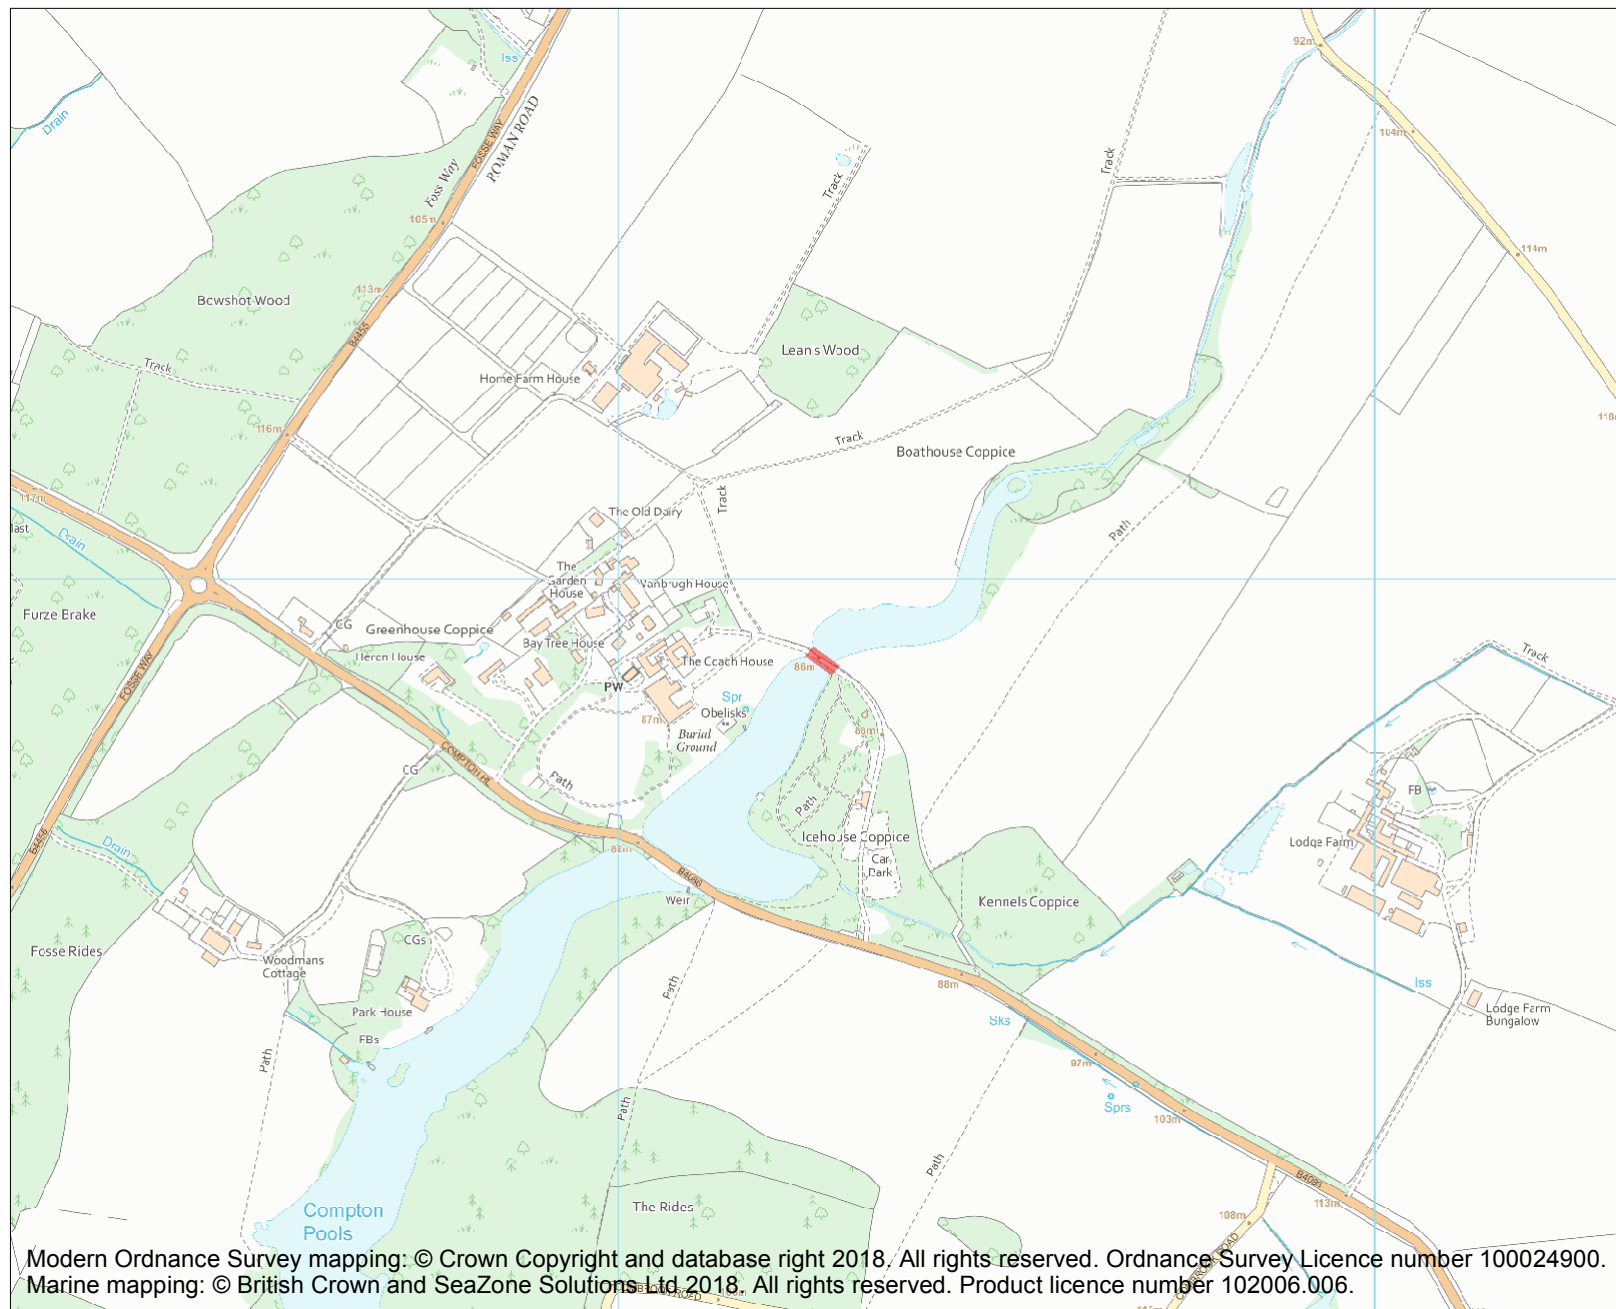 Iss
92m
Drain
FOSSE WAY
ROMAN ROAD
Foss Way
104m
Track
Track
105m
114m
Bowshot Wood
113m
B4455
Track
Lean's Wood
Home Farm House
116m
Track
Boathouse Coppice
117m
Track
The Old Dairy
Drain
Path
The
Garden
House
Vanbrugh House
Furze Brake
CG
Greenhouse Coppice
Bay Tree House
Heron House
The Coach House
86m
Track
FOSSE WAY
PW
Spr
Obelisks
87m
Burial
Ground
86m
COMPTON HL
CG
Path
Path
FB
B4455
Drain
82m
Icehouse Coppice
Lodge Farm
Car
Park
B4086
Weir
Kennels Coppice
CGs
Fosse Rides
Woodmans
Cottage
Path
88m
Iss
Park House
Sks
Lodge Farm
Bungalow
FBs
Path
97m
Sprs
Path
103m
Path
B4086
The Rides
113m
Compton
Pools
108m
Modern Ordnance Survey mapping: © Crown Copyright and database right 2018. All rights reserved. Ordnance Survey Licence number 100024900.
Marine mapping: © British Crown and SeaZone Solutions Ltd 2018. All rights reserved. Product licence number 102006.006.